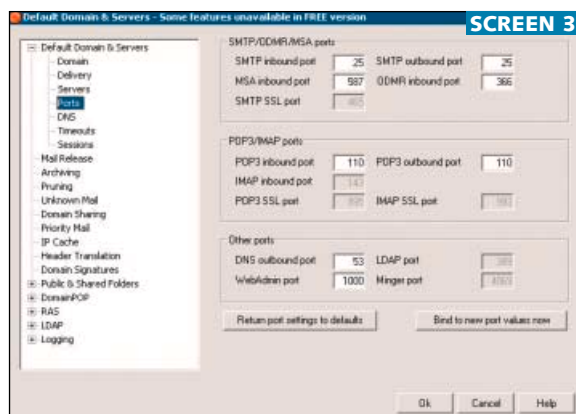 Default Domain & Servers - Some features unavailable in FREE version
SCREEN 3
Default Domain & Servers
Domain
Delivery
Servers
Ports
DNS
Timeouts
Sessions
Mail Release
Archiving
Pruning
Unknown Mail
Domain Sharing
Priority Mail
IP Cache
Header Translation
Domain Signatures
Public & Shared Folders
DomainPOP
RAS
LDAP
Logging
SMTP/ODMR/MSA ports
SMTP inbound port 25 SMTP outbound port 25
MSA inbound port 587 ODMR inbound port 366
SMTP SSL port
POP3/IMAP ports
POP3 inbound port 110 POP3 outbound port 110
IMAP inbound port
POP3 SSL port IMAP SSL port
Other ports
DNS outbound port 53 LDAP port
WebAdmin port 1000 Minger port
Return port settings to defaults Bind to new port values now
Ok Cancel Help